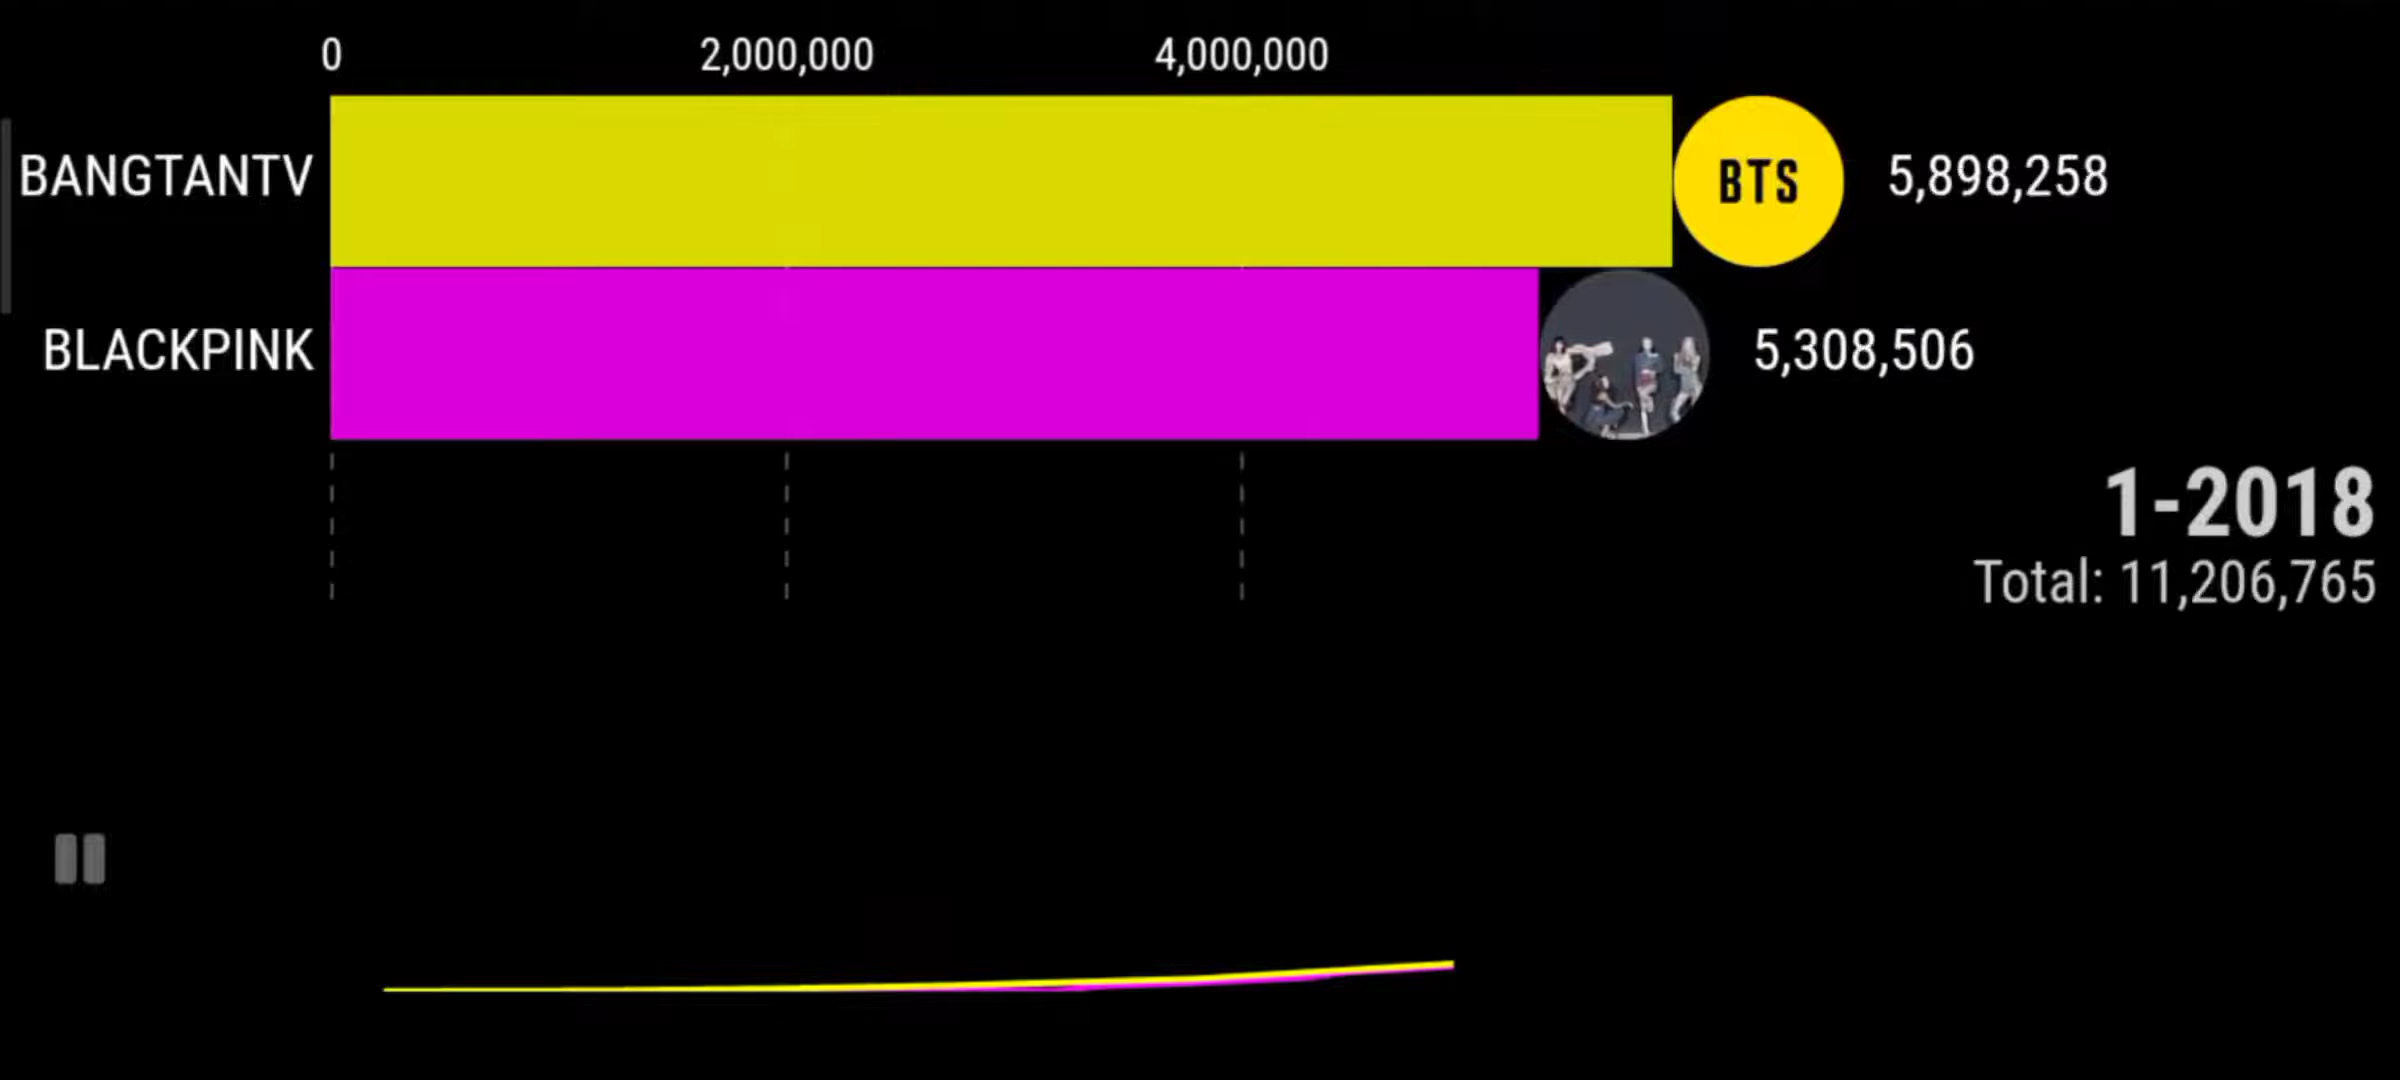 0 2,000,000 4,000,000
BANGTANTV BTS 5,898,258
BLACKPINK 5,308,506
1-2018
Total: 11,206,765